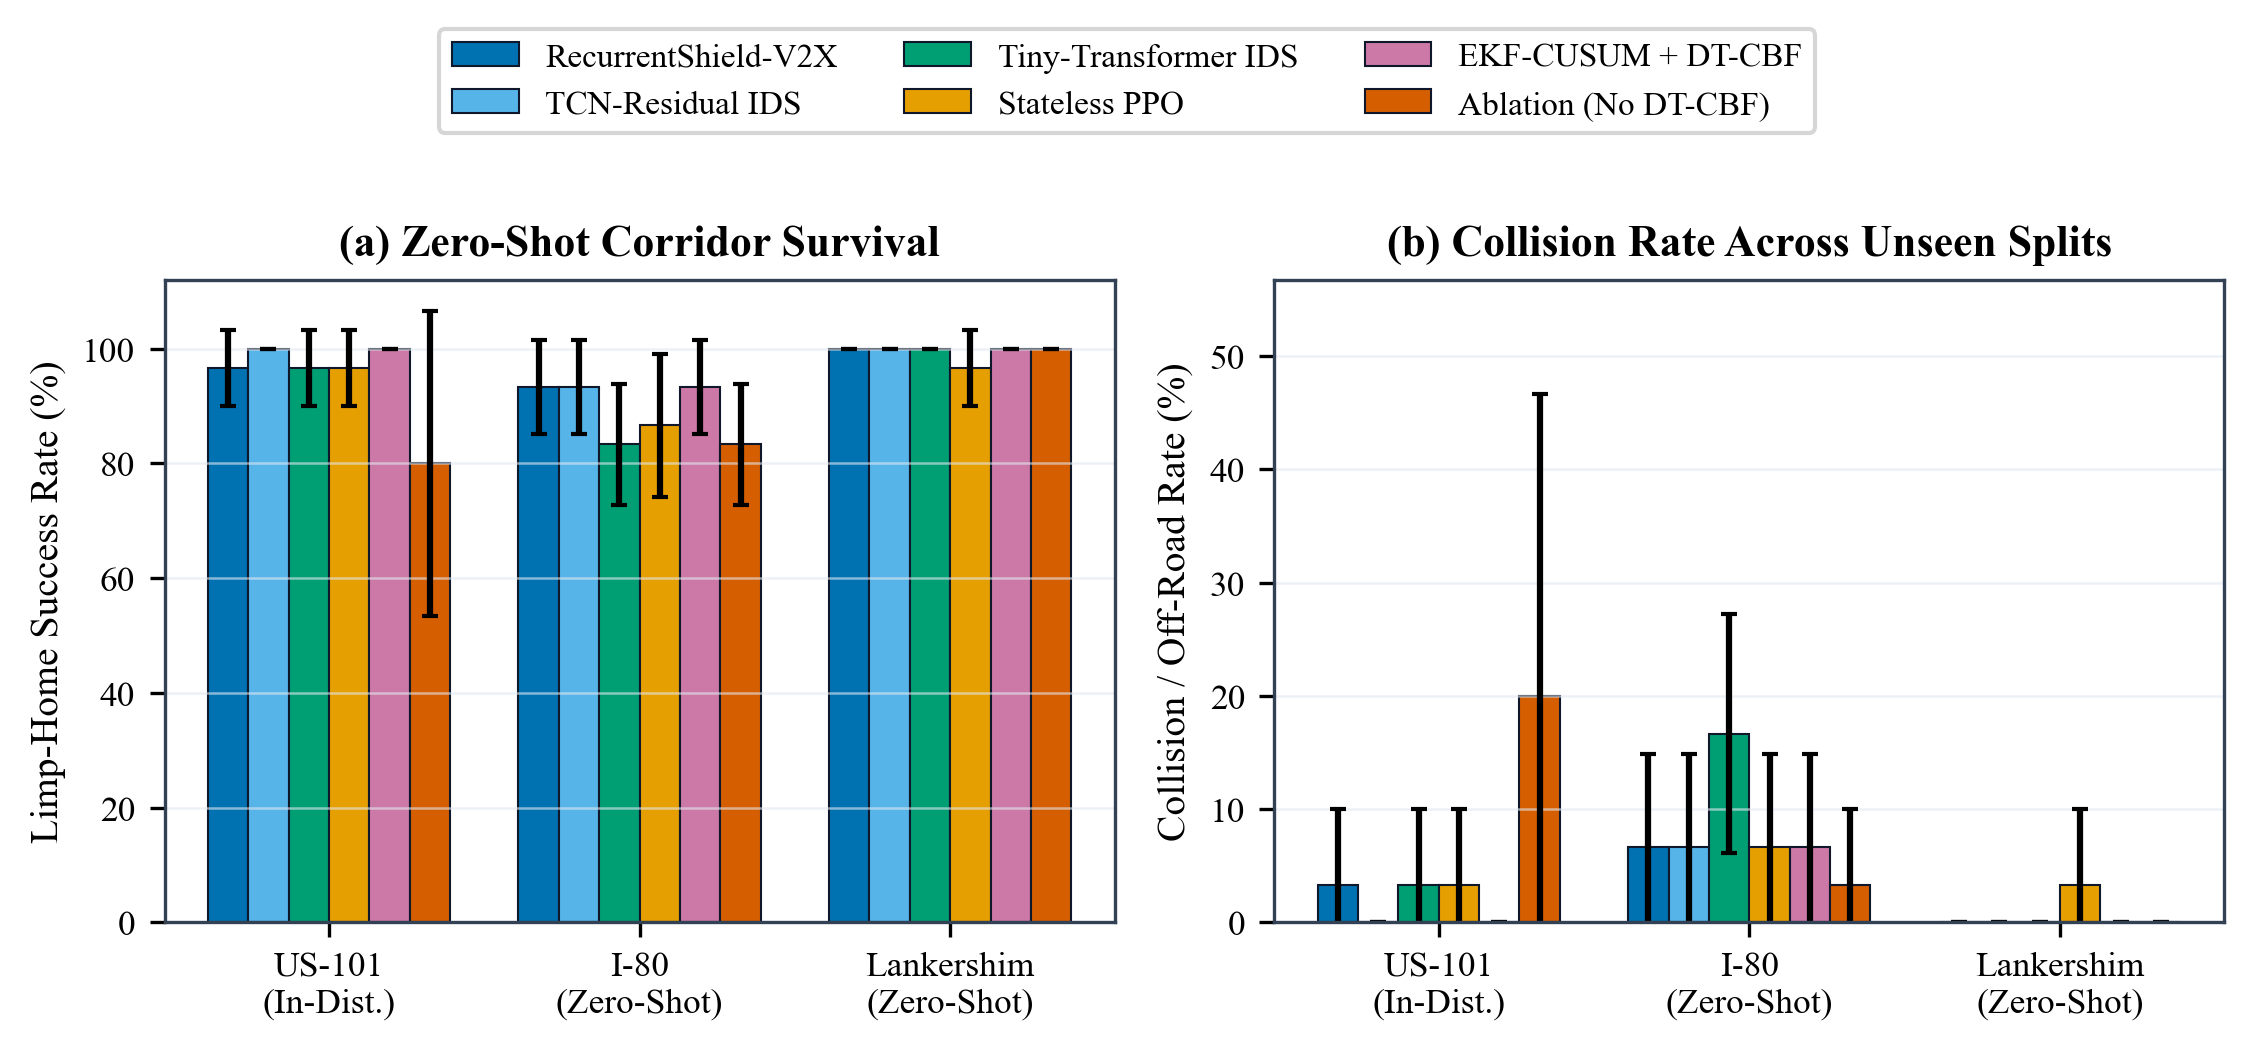 RecurrentShield-V2X
TCN-Residual IDS
Tiny-Transformer IDS
Stateless PPO
EKF-CUSUM + DT-CBF
Ablation (No DT-CBF)
(a) Zero-Shot Corridor Survival
Limp-Home Success Rate (%)
100
80
60
40
20
0
US-101
(In-Dist.)
I-80
(Zero-Shot)
Lankershim
(Zero-Shot)
(b) Collision Rate Across Unseen Splits
Collision / Off-Road Rate (%)
50
40
30
20
10
0
US-101
(In-Dist.)
I-80
(Zero-Shot)
Lankershim
(Zero-Shot)